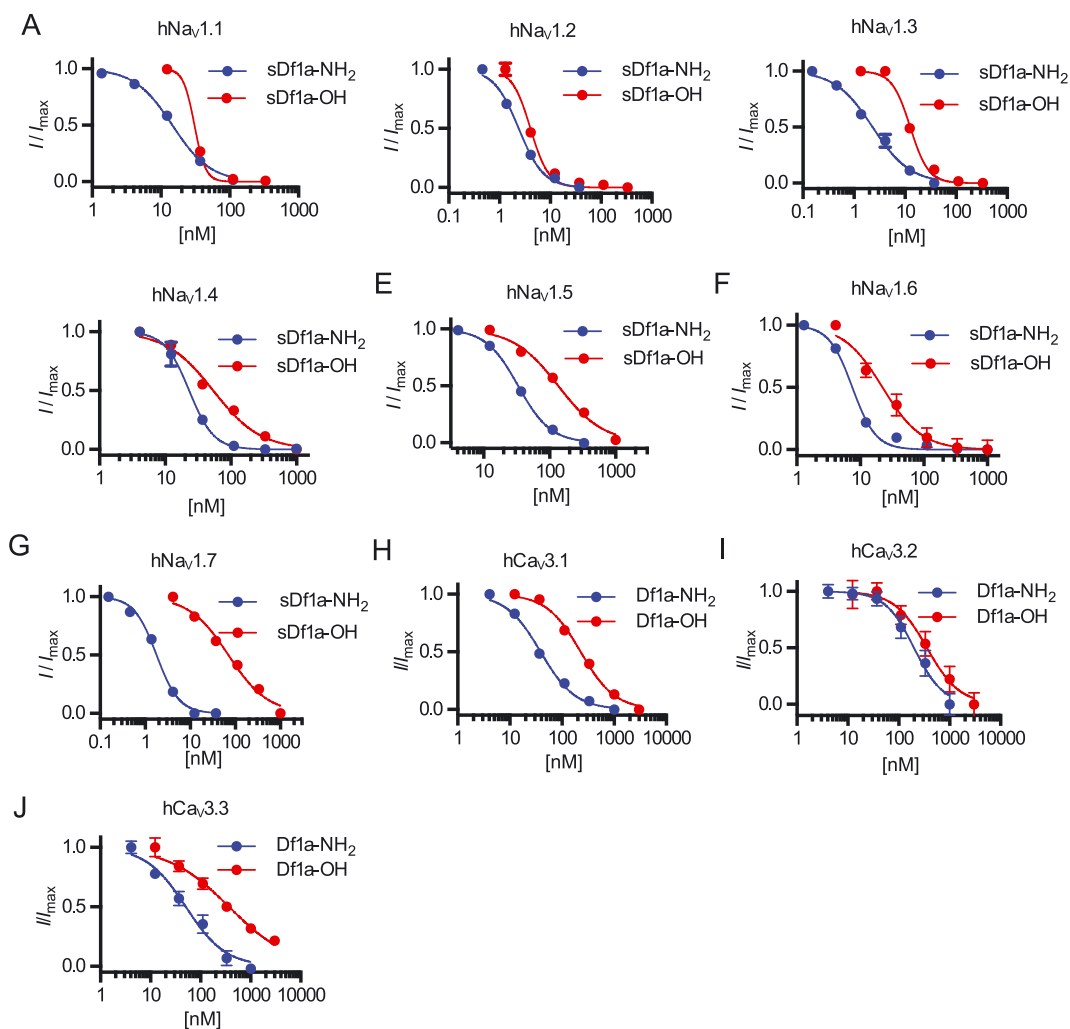 A
hNaV1.1
1.0
0.5
0.0
I / Imax
1 10 100 1000
[nM]
sDf1a-NH2
sDf1a-OH
hNaV1.2
1.0
0.5
0.0
I / Imax
0.1 1 10 100 1000
[nM]
sDf1a-NH2
sDf1a-OH
hNaV1.3
1.0
0.5
0.0
I / Imax
0.1 1 10 100 1000
[nM]
sDf1a-NH2
sDf1a-OH
hNaV1.4
1.0
0.5
0.0
I / Imax
1 10 100 1000
[nM]
sDf1a-NH2
sDf1a-OH
E
hNaV1.5
1.0
0.5
0.0
I / Imax
10 100 1000
[nM]
sDf1a-NH2
sDf1a-OH
F
hNaV1.6
1.0
0.5
0.0
I / Imax
1 10 100 1000
[nM]
sDf1a-NH2
sDf1a-OH
G
hNaV1.7
1.0
0.5
0.0
I / Imax
0.1 1 10 100 1000
[nM]
sDf1a-NH2
sDf1a-OH
H
hCaV3.1
1.0
0.5
0.0
I/Imax
1 10 100 1000
[nM]
Df1a-NH2
Df1a-OH
I
hCaV3.2
1.0
0.5
0.0
I/Imax
1 10 100 1000 10000
[nM]
Df1a-NH2
Df1a-OH
J
hCaV3.3
1.0
0.5
0.0
I/Imax
1 10 100 1000 10000
[nM]
Df1a-NH2
Df1a-OH